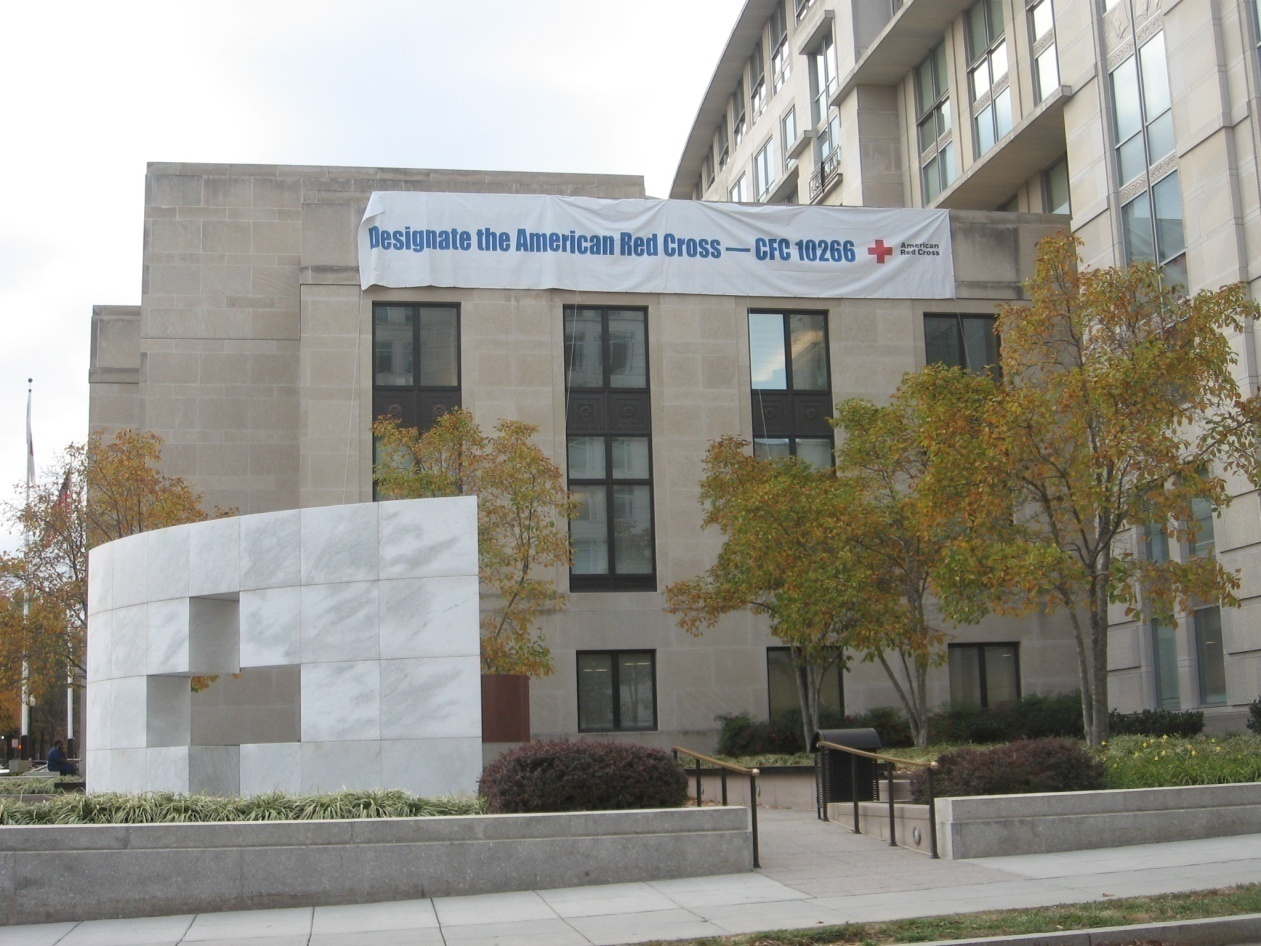 Designate the American Red Cross — CFC 10266
American
Red Cross